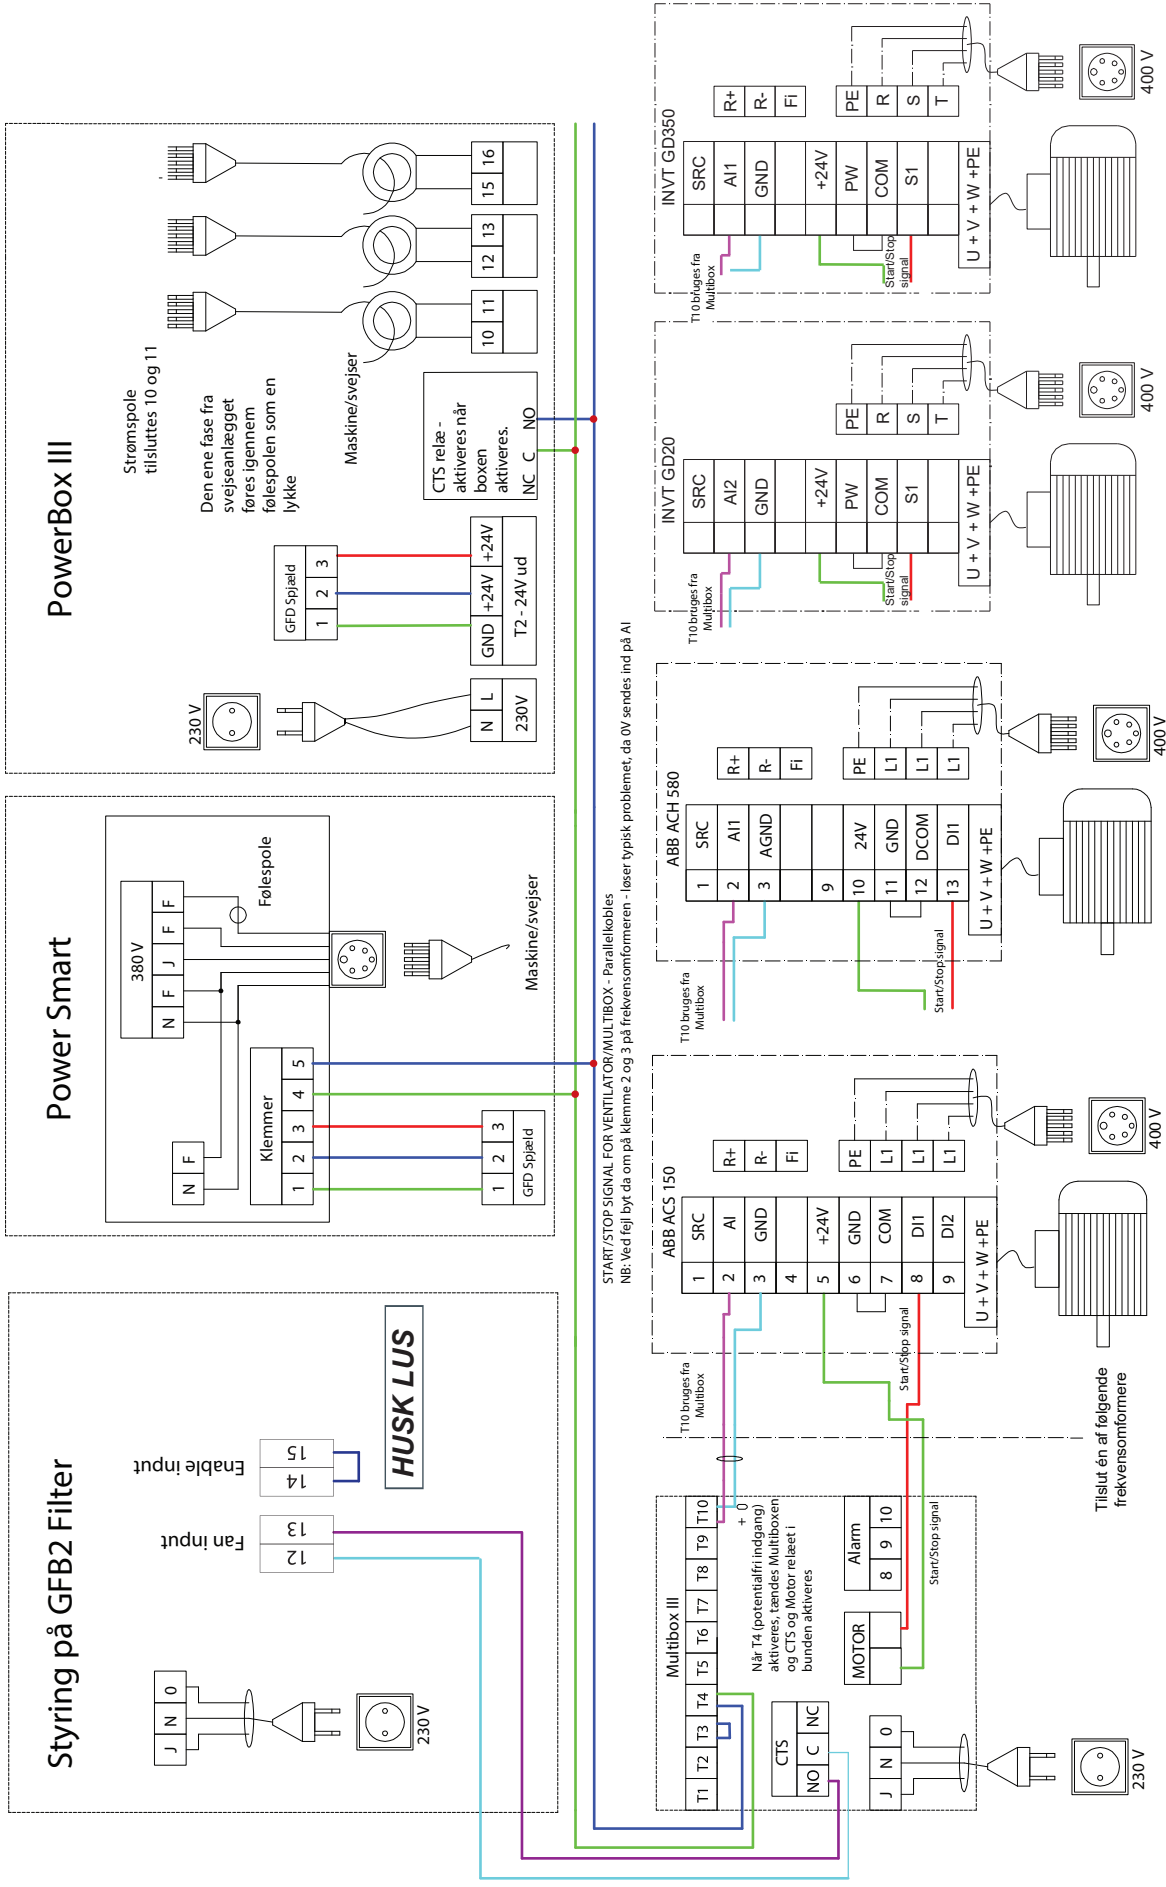 Styring på GFB2 Filter
J N 0
230 V
Fan input
12 13
Enable input
14 15
HUSK LUS
Power Smart
N F
380 V
N F J F F
Følespole
Klemmer
1 2 3 4 5
1 2 3
GFD Spjæld
Maskine/svejser
PowerBox III
230 V
N L
230V
GFD Spjæld
1 2 3
GND +24V +24V
T2 - 24V ud
Strømspole
tilsluttes 10 og 11
Den ene fase fra
svejseanlægget
føres igennem
følespolen som en
lykke
Maskine/svejser
CTS relæ -
aktiveres når
boxen
aktiveres.
NC C NO
10 11
12 13
15 16
START/STOP SIGNAL FOR VENTILATOR/MULTIBOX - Parallelkobles
NB: Ved fejl byt da om på klemme 2 og 3 på frekvensomformeren - løser typisk problemet, da 0V sendes ind på AI
Multibox III
T1 T2 T3 T4 T5 T6 T7 T8 T9 T10
+ 0
Når T4 (potentialfri indgang)
aktiveres, tændes Multiboxen
og CTS og Motor relæet i
bunden aktiveres
CTS
NO C NC
MOTOR
Alarm
8 9 10
J N 0
230 V
Start/Stop signal
T10 bruges fra
Multibox
Start/Stop signal
Tilslut én af følgende
frekvensomformere
ABB ACS 150
1 SRC
2 AI
3 GND
4
5 +24V
6 GND
7 COM
8 DI1
9 DI2
U + V + W +PE
R+
R-
Fi
PE
L1
L1
L1
400 V
T10 bruges fra
Multibox
Start/Stop signal
ABB ACH 580
1 SRC
2 AI1
3 AGND
9
10 24V
11 GND
12 DCOM
13 DI1
U + V + W +PE
R+
R-
Fi
PE
L1
L1
L1
400 V
T10 bruges fra
Multibox
Start/Stop
signal
INVT GD20
SRC
AI2
GND
+24V
PW
COM
S1
U + V + W +PE
PE
R
S
T
400 V
T10 bruges fra
Multibox
Start/Stop
signal
INVT GD350
SRC
AI1
GND
+24V
PW
COM
S1
U + V + W +PE
R+
R-
Fi
PE
R
S
T
400 V